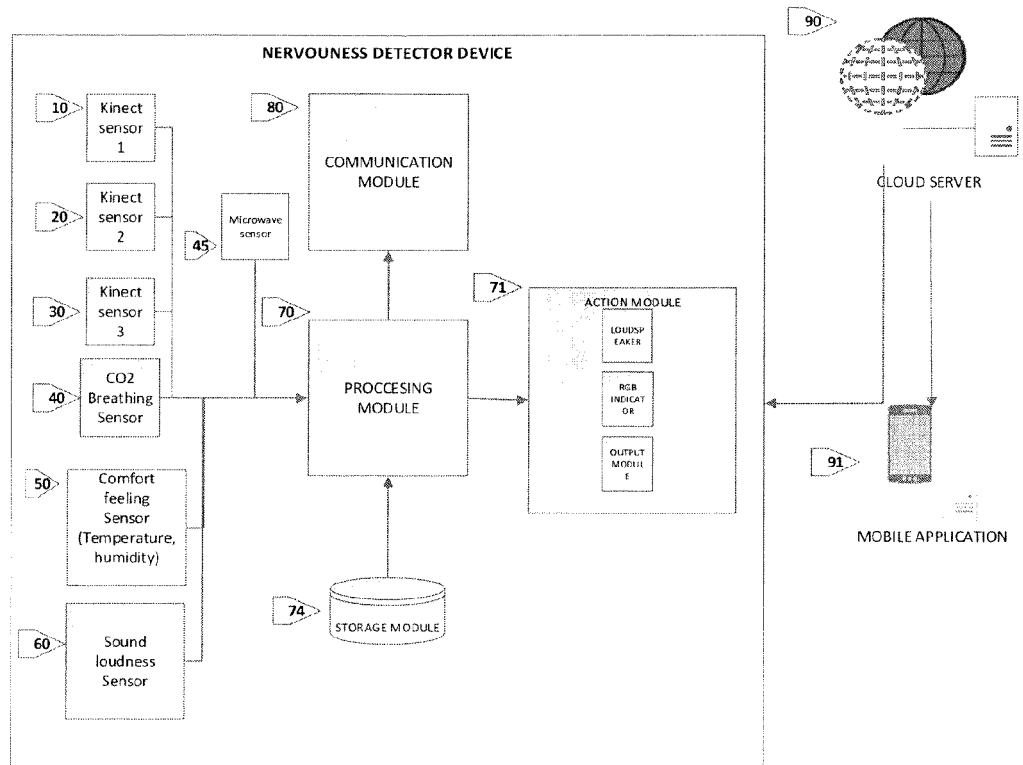 90
NERVOUNESS DETECTOR DEVICE
10
Kinect
sensor
1
80
COMMUNICATION
MODULE
CLOUD SERVER
20
Kinect
sensor
2
45
Microwave
sensor
30
Kinect
sensor
3
70
PROCCESING
MODULE
71
ACTION MODULE
LOUDSP
EAKER
RGB
INDICAT
OR
OUTPUT
MODUL
E
40
CO2
Breathing
Sensor
91
MOBILE APPLICATION
50
Comfort
feeling
Sensor
(Temperature,
humidity)
74
STORAGE MODULE
60
Sound
loudness
Sensor